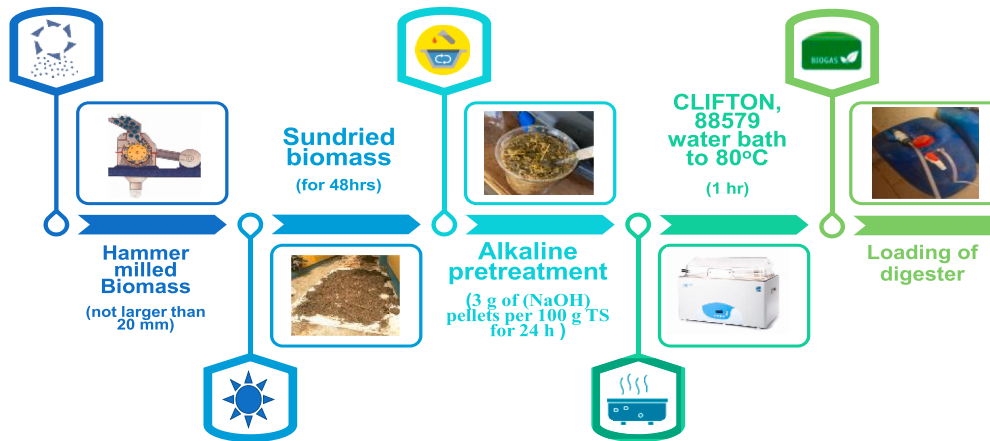 Hammer
milled
Biomass
(not larger than
20 mm)
Sundried
biomass
(for 48hrs)
Alkaline
pretreatment
(3 g of (NaOH)
pellets per 100 g TS
for 24 h )
CLIFTON,
88579
water bath
to 80°C
(1 hr)
BIOGAS
Loading of
digester